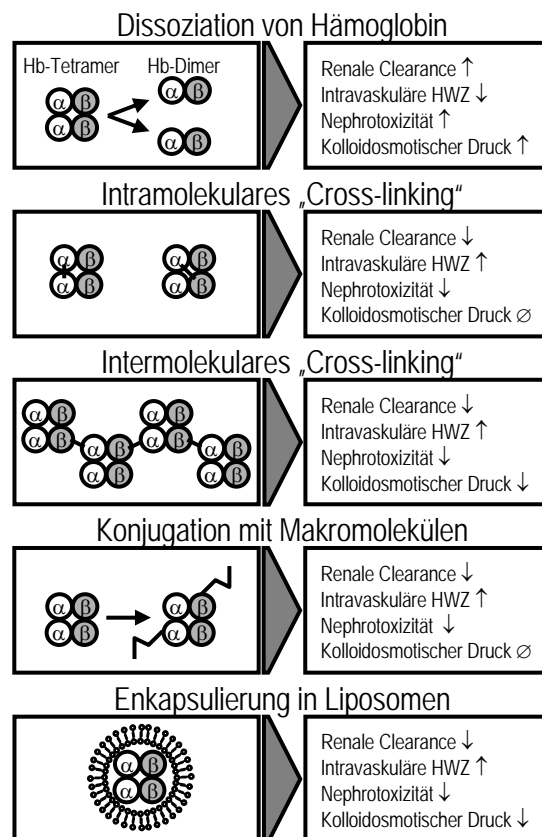 Dissoziation von Hämoglobin
Hb-Tetramer Hb-Dimer
α β
α β
α β
α β
Renale Clearance ↑
Intravaskuläre HWZ ↓
Nephrotoxizität ↑
Kolloidosmotischer Druck ↑
Intramolekulares „Cross-linking“
α β α β
α β α β
Renale Clearance ↓
Intravaskuläre HWZ ↑
Nephrotoxizität ↓
Kolloidosmotischer Druck ∅
Intermolekulares „Cross-linking“
α β α β
α β α β α β α β
α β α β
Renale Clearance ↓
Intravaskuläre HWZ ↑
Nephrotoxizität ↓
Kolloidosmotischer Druck ↓
Konjugation mit Makromolekülen
α β α β
α β α β
Renale Clearance ↓
Intravaskuläre HWZ ↑
Nephrotoxizität ↓
Kolloidosmotischer Druck ∅
Enkapsulierung in Liposomen
α β
α β
Renale Clearance ↓
Intravaskuläre HWZ ↑
Nephrotoxizität ↓
Kolloidosmotischer Druck ↓